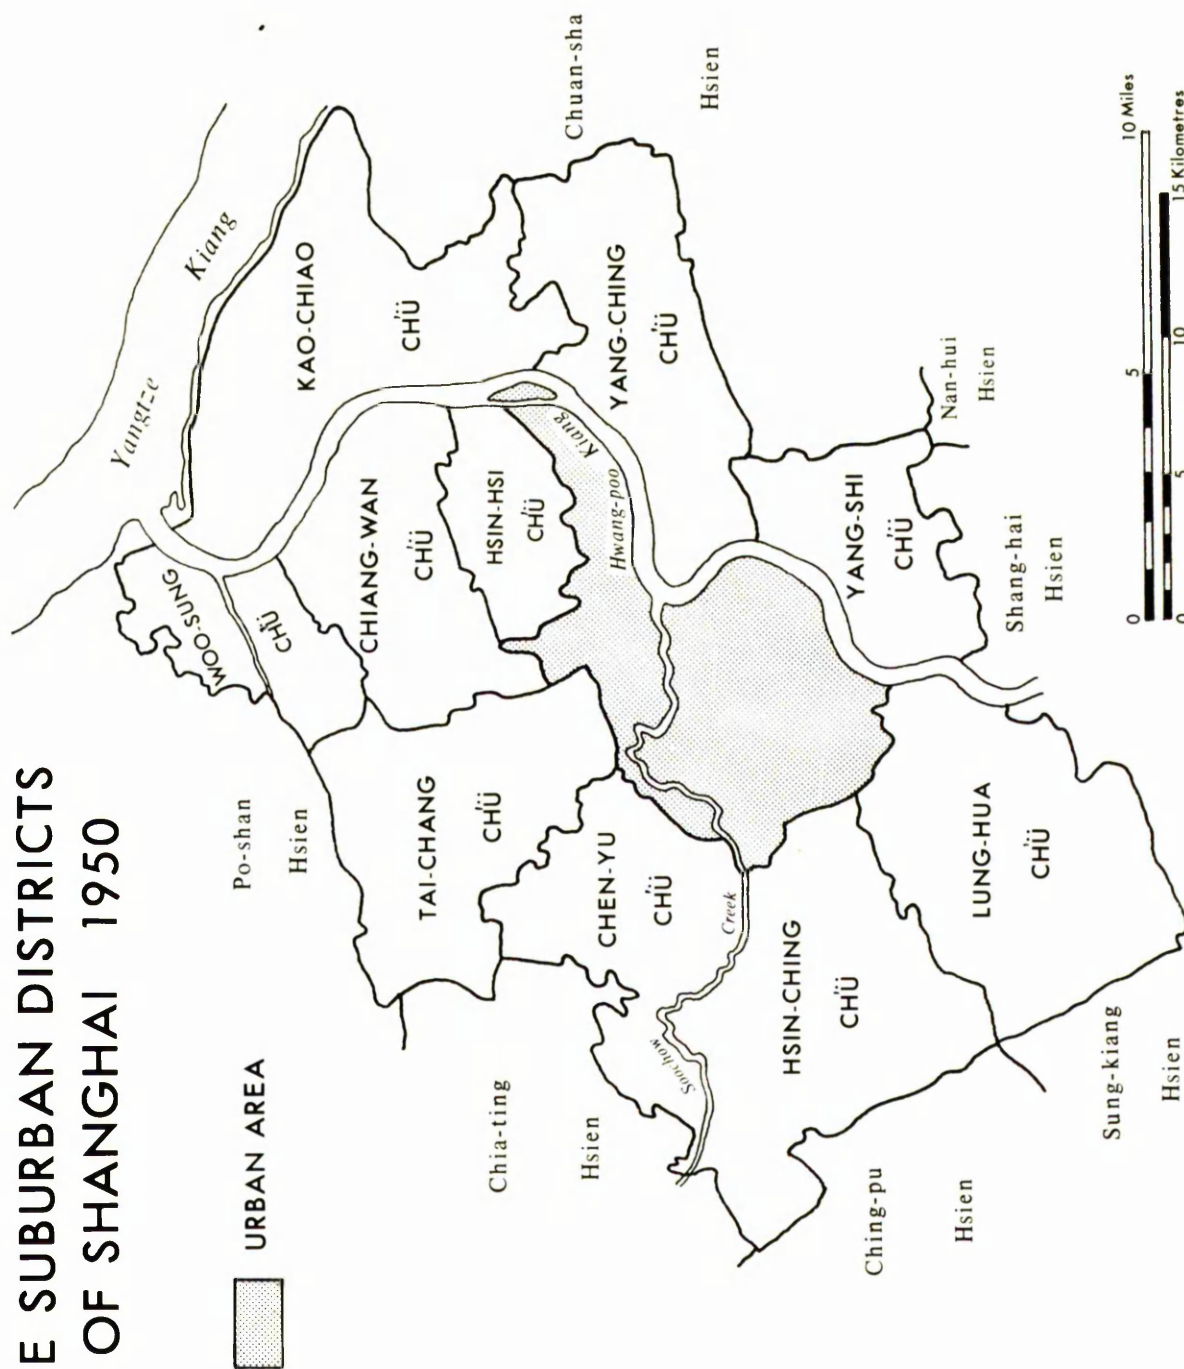 E SUBURBAN DISTRICTS
OF SHANGHAI 1950
URBAN AREA
Yangtze Kiang
Po-shan
Hsien
WOO-SUNG
CH'Ü
KAO-CHIAO
CH'Ü
Chuan-sha
Hsien
CHIANG-WAN
CH'Ü
TAI-CHANG
CH'Ü
HSIN-HSI
CH'Ü
Chia-ting
Hsien
CHEN-YU
CH'Ü
Hwang-poo Kiang
YANG-CHING
CH'Ü
Soochow Creek
HSIN-CHING
CH'Ü
YANG-SHI
CH'Ü
Nan-hui
Hsien
Ching-pu
Hsien
LUNG-HUA
CH'Ü
Shang-hai
Hsien
Sung-kiang
Hsien
0 5 10 Miles
0 5 10 15 Kilometres